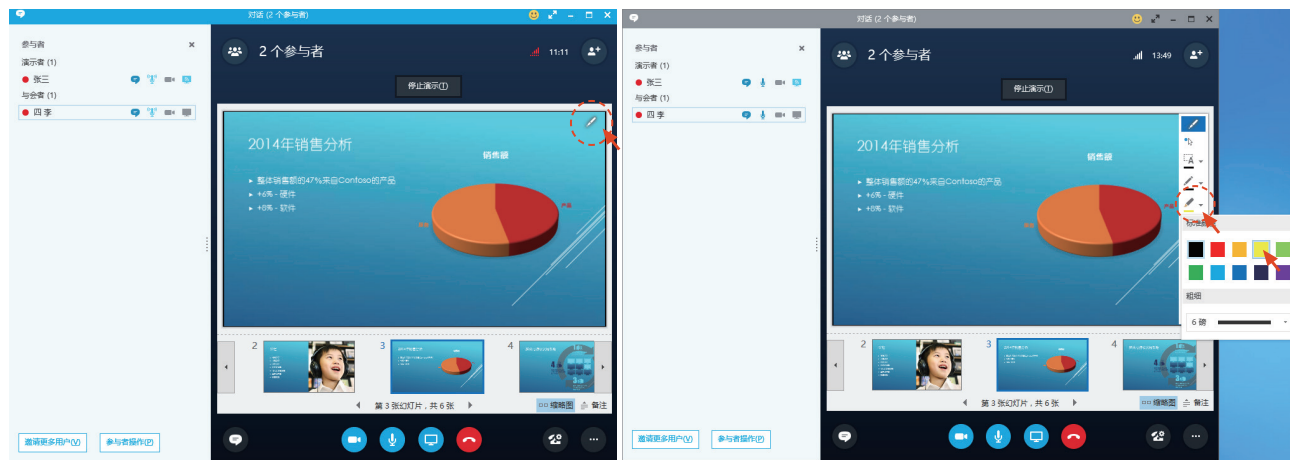 对话 (2 个参与者)
参与者
演示者 (1)
张三
与会者 (1)
四 李
2 个参与者
11:11
停止演示(T)
2014年销售分析
销售额
▸ 整体销售额的47%来自Contoso的产品
▸ +6% - 硬件
▸ +8% - 软件
2
3
4
第 3 张幻灯片，共 6 张
缩略图
备注
邀请更多用户(V)
参与者操作(P)
对话 (2 个参与者)
参与者
演示者 (1)
张三
与会者 (1)
四 李
2 个参与者
13:49
停止演示(T)
2014年销售分析
销售额
▸ 整体销售额的47%来自Contoso的产品
▸ +6% - 硬件
▸ +8% - 软件
粗细
6 磅
2
3
4
第 3 张幻灯片，共 6 张
缩略图
备注
邀请更多用户(V)
参与者操作(P)